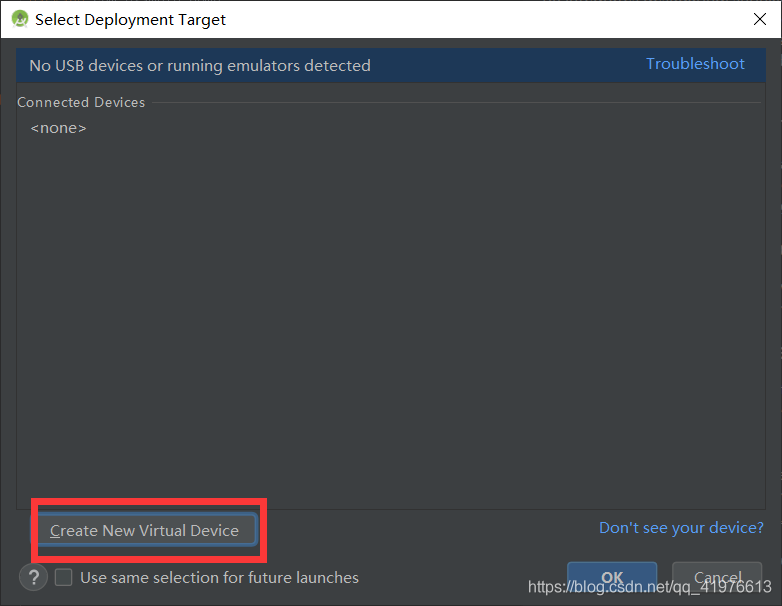 Select Deployment Target
No USB devices or running emulators detected Troubleshoot
Connected Devices
<none>
Create New Virtual Device
Don't see your device?
? Use same selection for future launches
OK Cancel
https://blog.csdn.net/qq_41976613